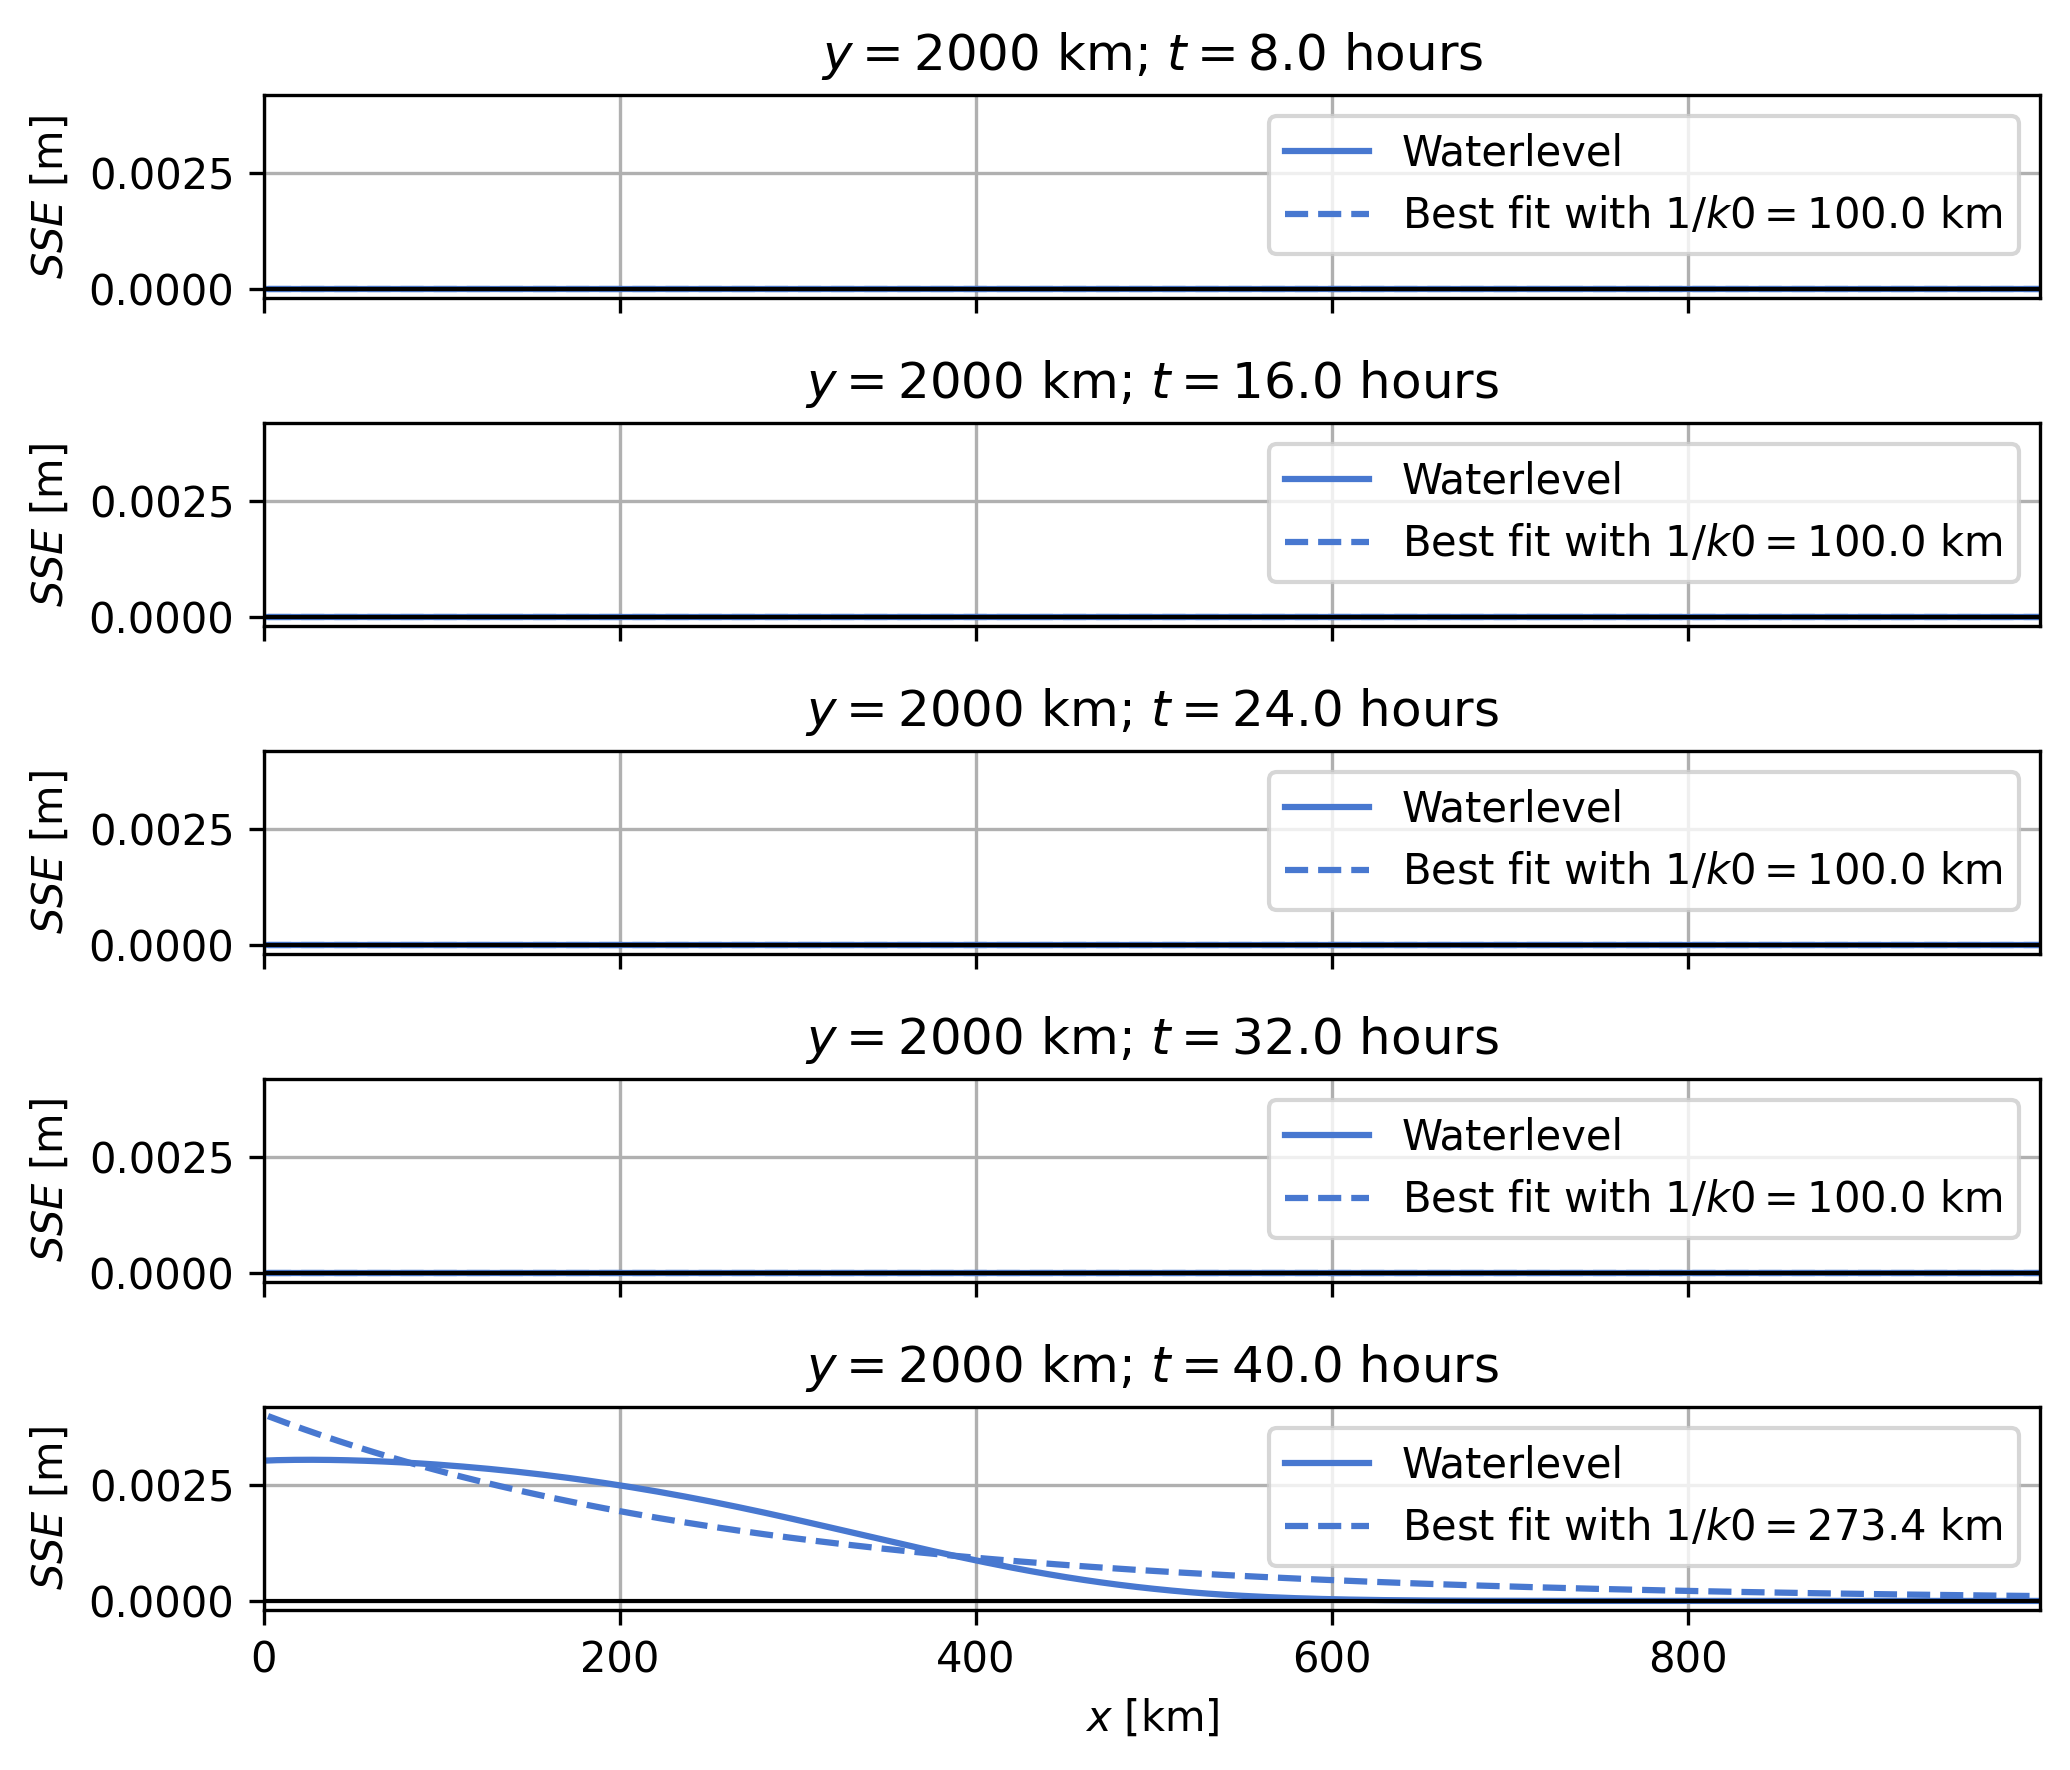 y = 2000 km; t = 8.0 hours
SSE [m]
0.0025
0.0000
Waterlevel
Best fit with 1/k0 = 100.0 km
y = 2000 km; t = 16.0 hours
SSE [m]
0.0025
0.0000
Waterlevel
Best fit with 1/k0 = 100.0 km
y = 2000 km; t = 24.0 hours
SSE [m]
0.0025
0.0000
Waterlevel
Best fit with 1/k0 = 100.0 km
y = 2000 km; t = 32.0 hours
SSE [m]
0.0025
0.0000
Waterlevel
Best fit with 1/k0 = 100.0 km
y = 2000 km; t = 40.0 hours
SSE [m]
0.0025
0.0000
Waterlevel
Best fit with 1/k0 = 273.4 km
0 200 400 600 800
x [km]